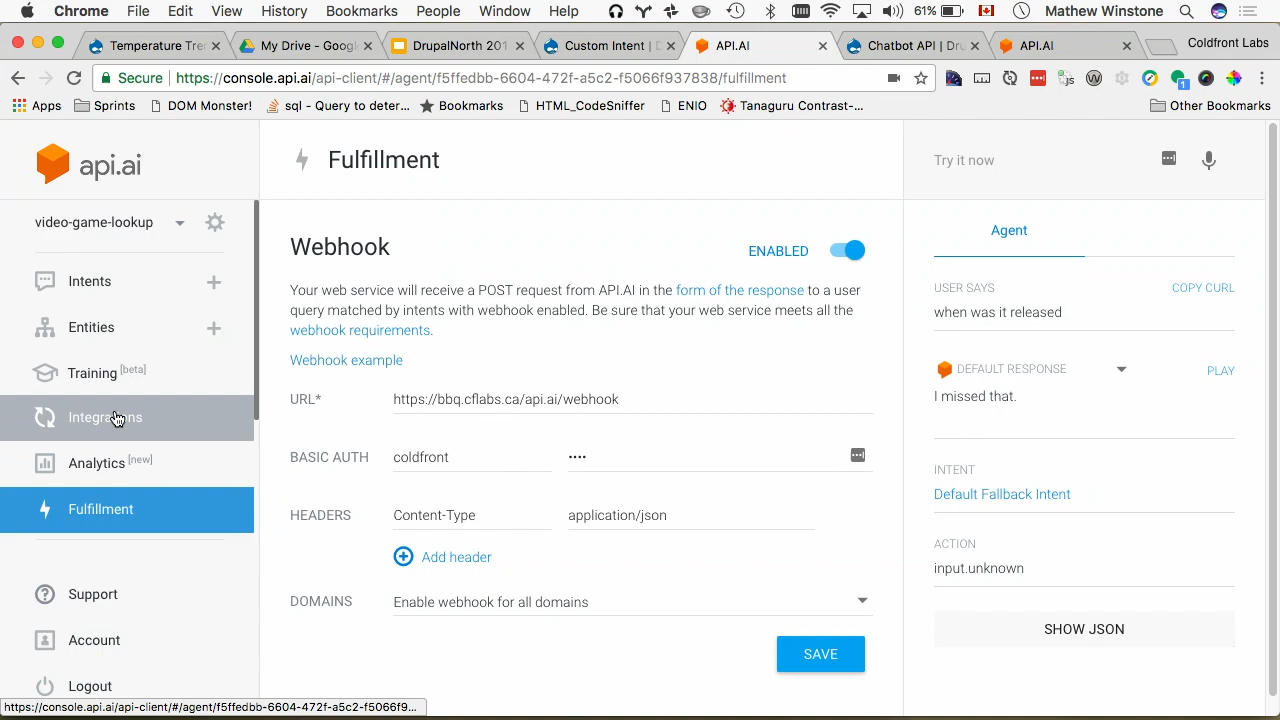 Chrome File Edit View History Bookmarks People Window Help 61% Mathew Winstone
Temperature Tre
My Drive - Goog
DrupalNorth 201
Custom Intent | D
API.AI
Chatbot API | Dru
API.AI
Coldfront Labs
Secure https://console.api.ai/api-client/#/agent/f5ffedbb-6604-472f-a5c2-f5066f937838/fulfillment
Apps Sprints DOM Monster! sql - Query to deter... Bookmarks HTML_CodeSniffer ENIO Tanaguru Contrast-... Other Bookmarks
api.ai
video-game-lookup
Intents
Entities
Training [beta]
Integrations
Analytics [new]
Fulfillment
Support
Account
Logout
https://console.api.ai/api-client/#/agent/f5ffedbb-6604-472f-a5c2-f5066f9...
Fulfillment
Webhook
ENABLED
Your web service will receive a POST request from API.AI in the form of the response to a user
query matched by intents with webhook enabled. Be sure that your web service meets all the
webhook requirements.
Webhook example
URL* https://bbq.cflabs.ca/api.ai/webhook
BASIC AUTH coldfront ••••
HEADERS Content-Type application/json
Add header
DOMAINS Enable webhook for all domains
SAVE
Try it now
Agent
USER SAYS COPY CURL
when was it released
DEFAULT RESPONSE PLAY
I missed that.
INTENT
Default Fallback Intent
ACTION
input.unknown
SHOW JSON